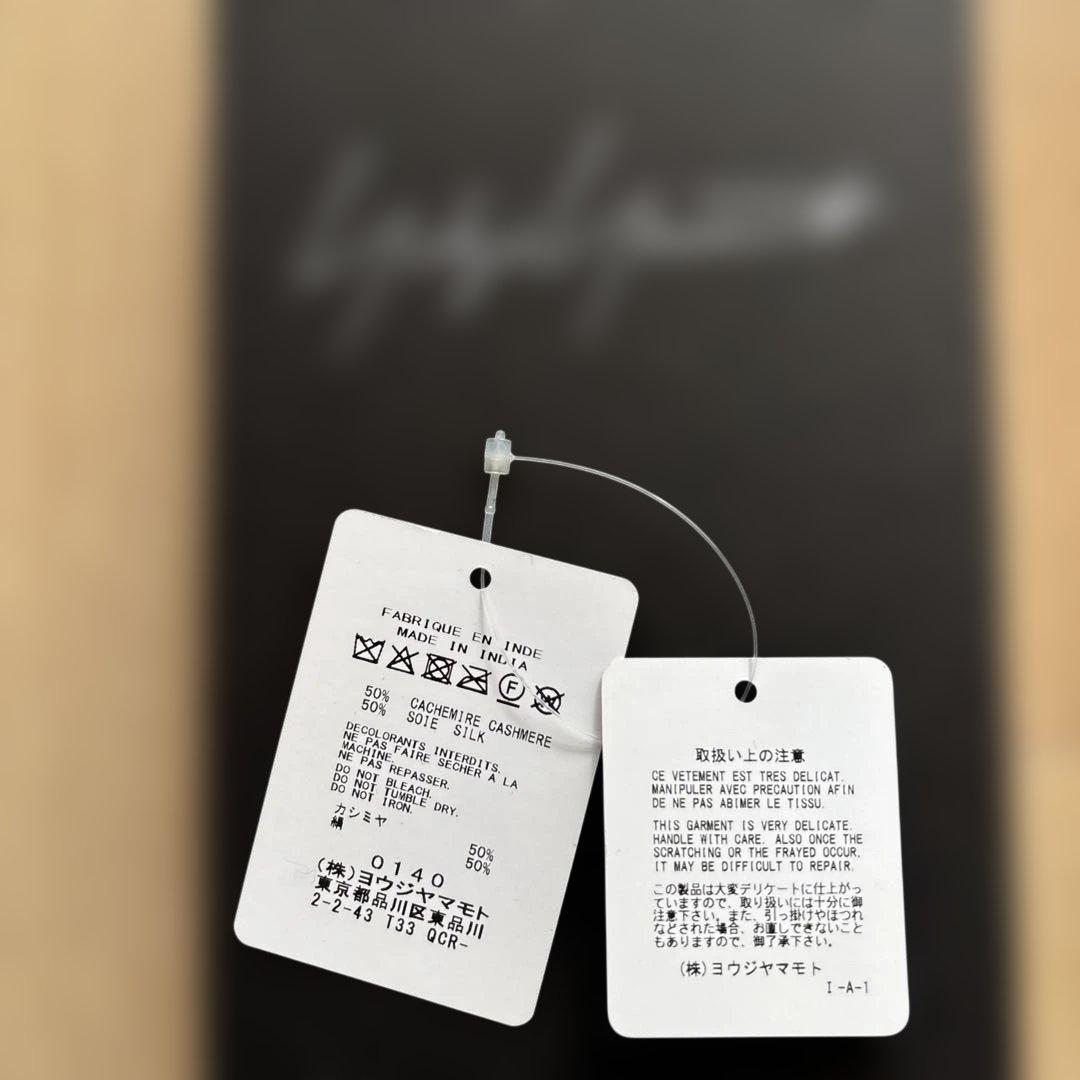 FABRIQUE EN INDE
MADE IN INDIA
F
W
50% CACHEMIRE CASHMERE
50% SOIE SILK
DECOLORANTS INTERDITS.
NE PAS FAIRE SECHER A LA
MACHINE.
NE PAS REPASSER.
DO NOT BLEACH.
DO NOT TUMBLE DRY.
DO NOT IRON.
カシミヤ 50%
絹 50%
0140
(株)ヨウジヤマモト
東京都品川区東品川
2-2-43 T33 QCR-
取扱い上の注意
CE VETEMENT EST TRES DELICAT.
MANIPULER AVEC PRECAUTION AFIN
DE NE PAS ABIMER LE TISSU.
THIS GARMENT IS VERY DELICATE.
HANDLE WITH CARE. ALSO ONCE THE
SCRATCHING OR THE FRAYED OCCUR,
IT MAY BE DIFFICULT TO REPAIR.
この製品は大変デリケートに仕上がっ
ていますので、取り扱いには十分に御
注意下さい。また、引っ掛けやほつれ
などされた場合、お直しできないこと
もありますので、御了承下さい。
(株)ヨウジヤマモト
I-A-1